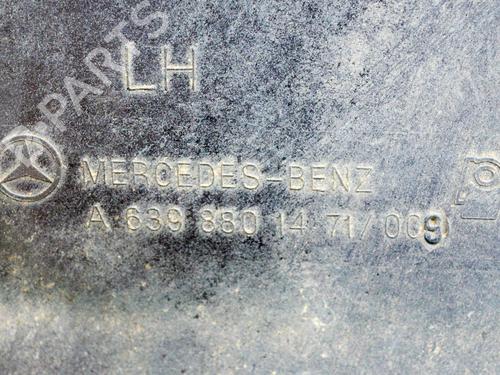 LH
MERCEDES-BENZ
A 639 880 14 71/009